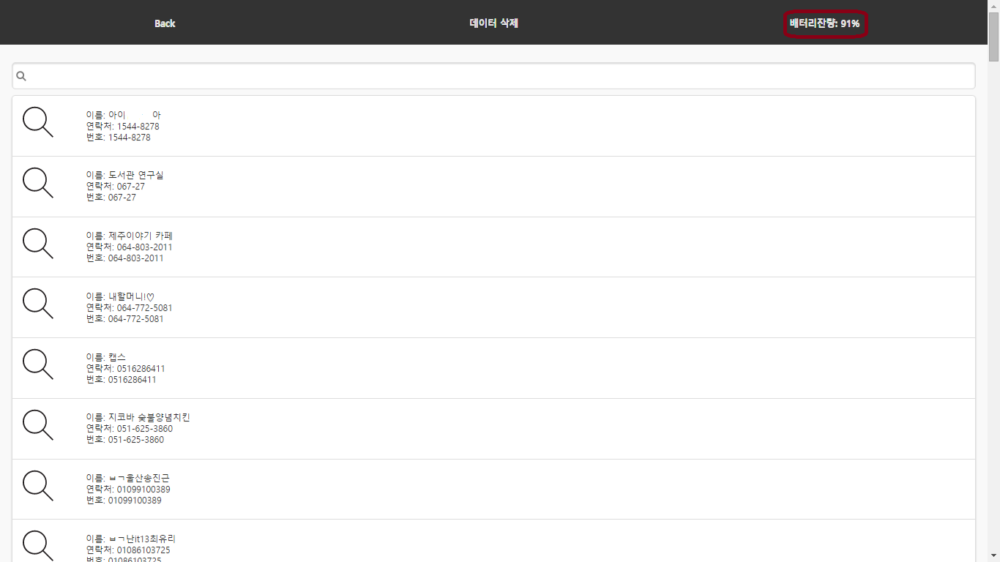 Back
데이터 삭제
배터리잔량: 91%
이름: 아이 아
연락처: 1544-8278
번호: 1544-8278
이름: 도서관 연구실
연락처: 067-27
번호: 067-27
이름: 제주이야기 카페
연락처: 064-803-2011
번호: 064-803-2011
이름: 내할머니!♡
연락처: 064-772-5081
번호: 064-772-5081
이름: 캡스
연락처: 0516286411
번호: 0516286411
이름: 지코바 숯불양념치킨
연락처: 051-625-3860
번호: 051-625-3860
이름: ㅂㄱ울산송진근
연락처: 01099100389
번호: 01099100389
이름: ㅂㄱ난it13최유리
연락처: 01086103725
번호: 01086103725